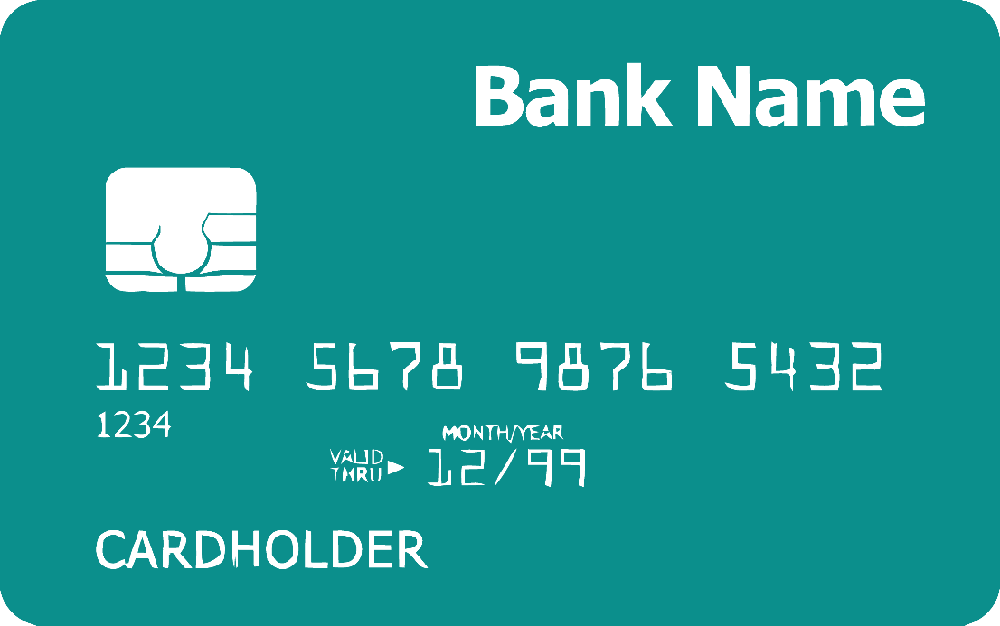 Bank Name
1234 5678 9876 5432
1234
MONTH/YEAR
VALID THRU 12/99
CARDHOLDER